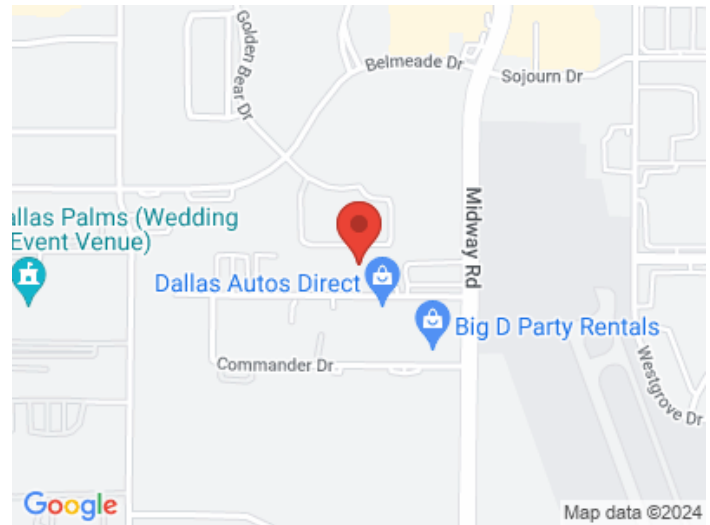 Golden Bear Dr
Belmeade Dr
Sojourn Dr
Midway Rd
allas Palms (Wedding
Event Venue)
Dallas Autos Direct
Big D Party Rentals
Commander Dr
Westgrove Dr
Google
Map data ©2024